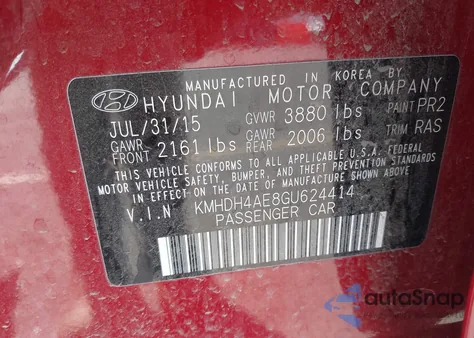 MANUFACTURED IN KOREA BY
HYUNDAI MOTOR COMPANY
JUL/31/15 GVWR 3880 lbs PAINT PR2
GAWR FRONT 2161 lbs GAWR REAR 2006 lbs TRIM RAS
THIS VEHICLE CONFORMS TO ALL APPLICABLE U.S.A. FEDERAL
MOTOR VEHICLE SAFETY, BUMPER, AND THEFT PREVENTION
STANDARDS IN EFFECT ON THE DATE OF MANUFACTURE SHOWN ABOVE.
V.I.N KMHDH4AE8GU624414
PASSENGER CAR
autoSnap